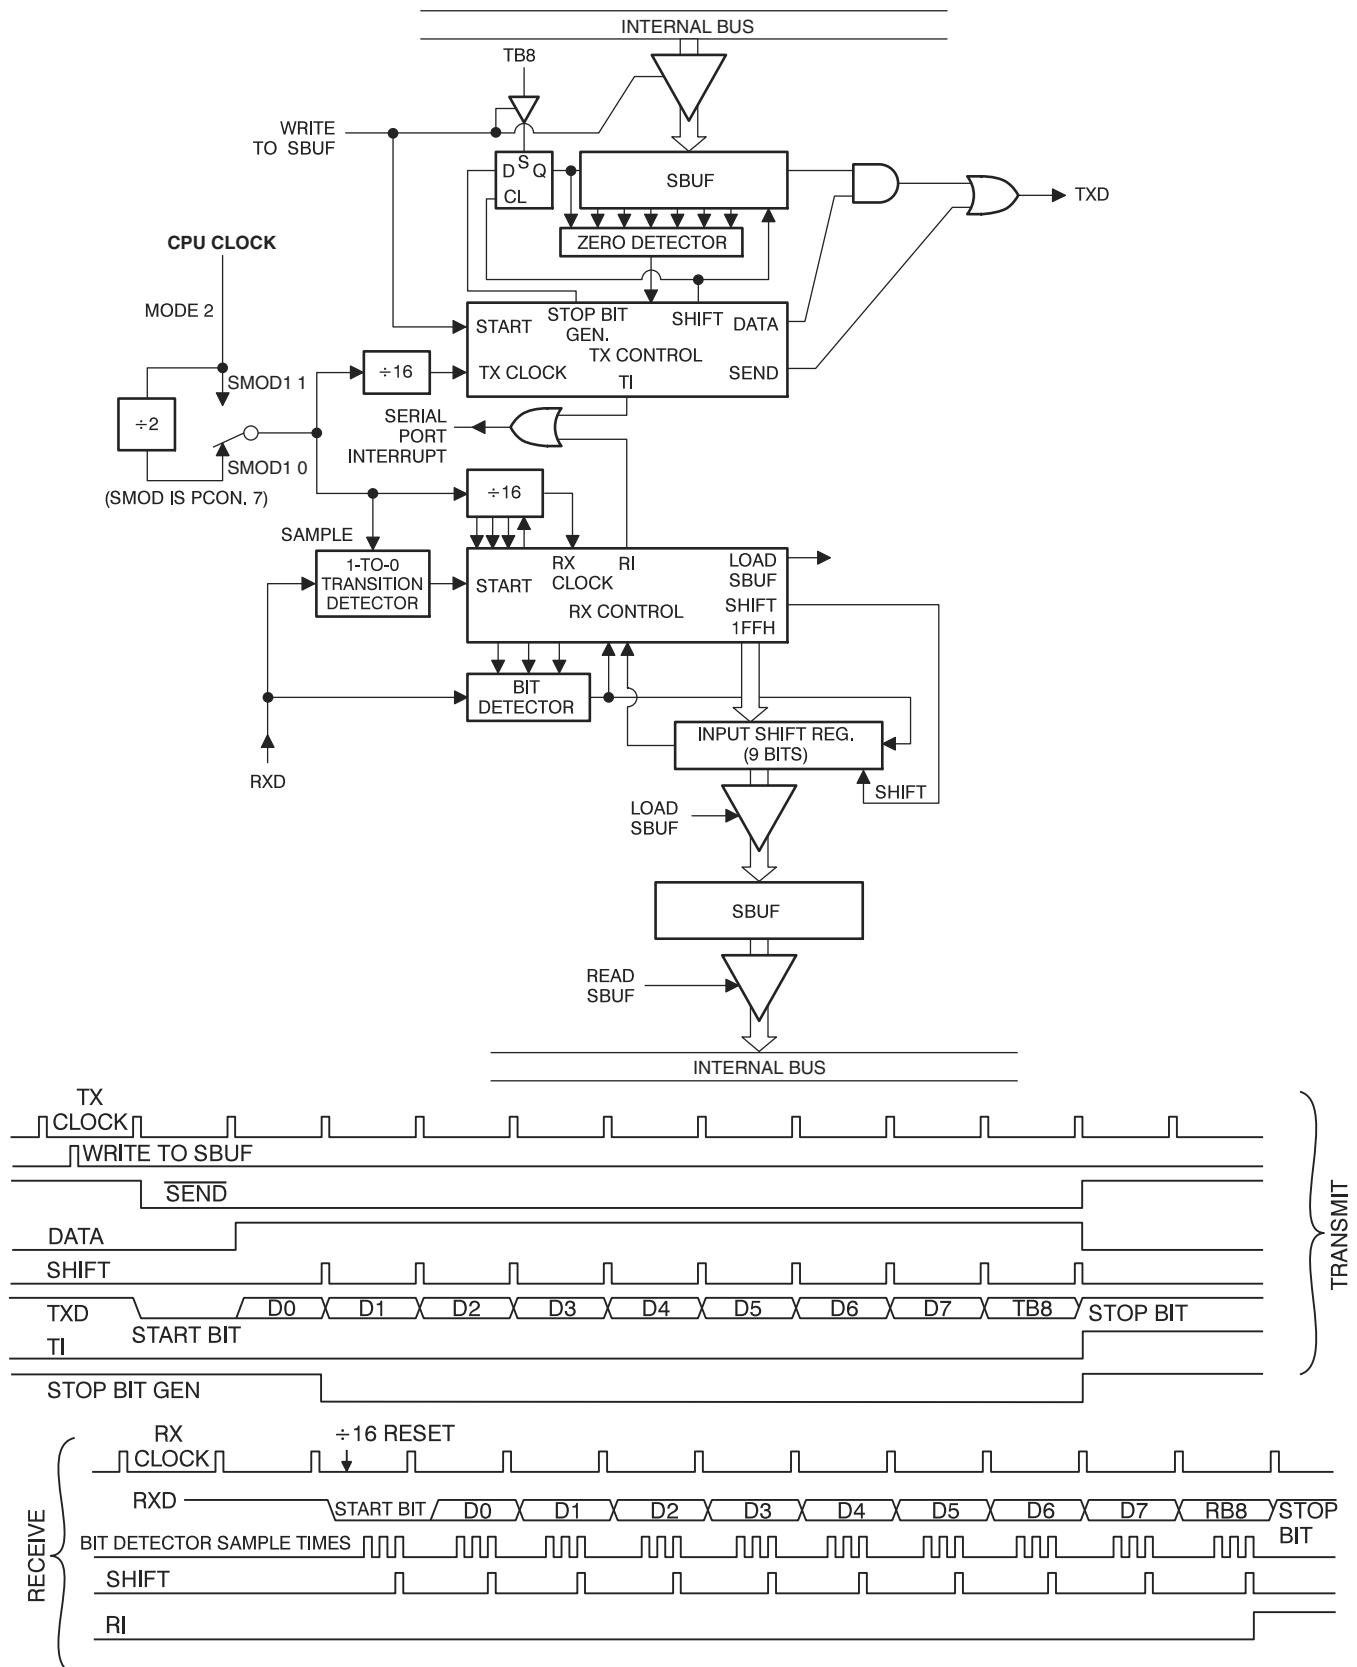 INTERNAL BUS
TB8
WRITE
TO SBUF
D S Q
CL
SBUF
TXD
ZERO DETECTOR
CPU CLOCK
MODE 2
STOP BIT
GEN.
SHIFT
DATA
START
TX CONTROL
÷16
TX CLOCK
TI
SEND
SMOD1 1
÷2
SERIAL
PORT
INTERRUPT
SMOD1 0
(SMOD IS PCON. 7)
÷16
SAMPLE
1-TO-0
TRANSITION
DETECTOR
START
RX
CLOCK
RI
LOAD
SBUF
RX CONTROL
SHIFT
1FFH
BIT
DETECTOR
INPUT SHIFT REG.
(9 BITS)
RXD
SHIFT
LOAD
SBUF
SBUF
READ
SBUF
INTERNAL BUS
TX
CLOCK
WRITE TO SBUF
SEND
DATA
SHIFT
TXD
START BIT
D0 D1 D2 D3 D4 D5 D6 D7 TB8
STOP BIT
TI
STOP BIT GEN
TRANSMIT
RX
CLOCK
÷16 RESET
RXD
START BIT D0 D1 D2 D3 D4 D5 D6 D7 RB8 STOP
BIT
BIT DETECTOR SAMPLE TIMES
SHIFT
RI
RECEIVE